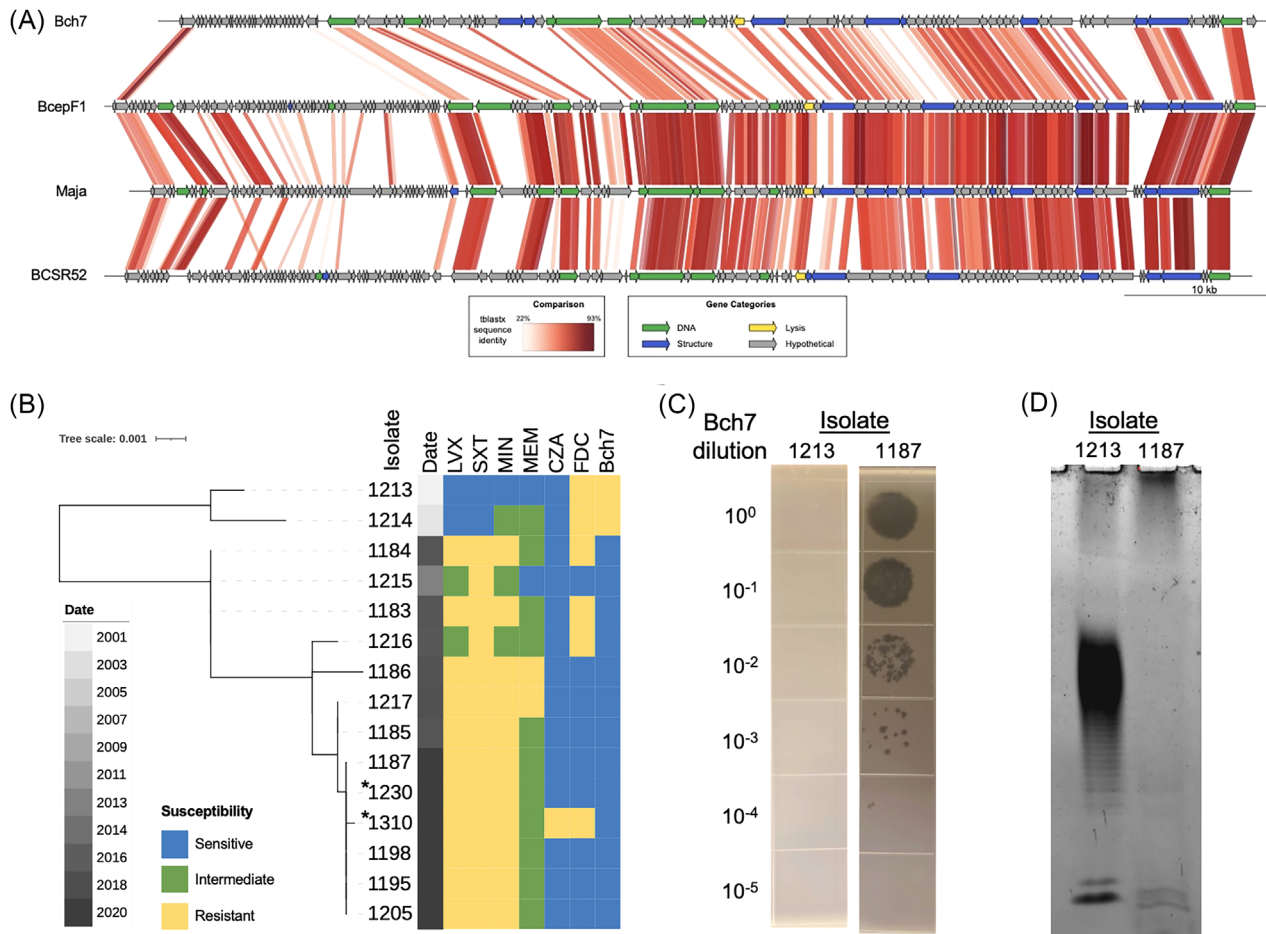 (A)
Bch7
BcepF1
Maja
BCSR52
10 kb
Comparison
tblastx
sequence
identity
22%
93%
Gene Categories
DNA
Lysis
Structure
Hypothetical
(B)
Tree scale: 0.001
Isolate
Date
LVX
SXT
MIN
MEM
CZA
FDC
Bch7
1213
1214
1184
1215
1183
1216
1186
1217
1185
1187
*1230
*1310
1198
1195
1205
Date
2001
2003
2005
2007
2009
2011
2013
2014
2016
2018
2020
Susceptibility
Sensitive
Intermediate
Resistant
(C)
Bch7
dilution
Isolate
1213 1187
10⁰
10⁻¹
10⁻²
10⁻³
10⁻⁴
10⁻⁵
(D)
Isolate
1213 1187